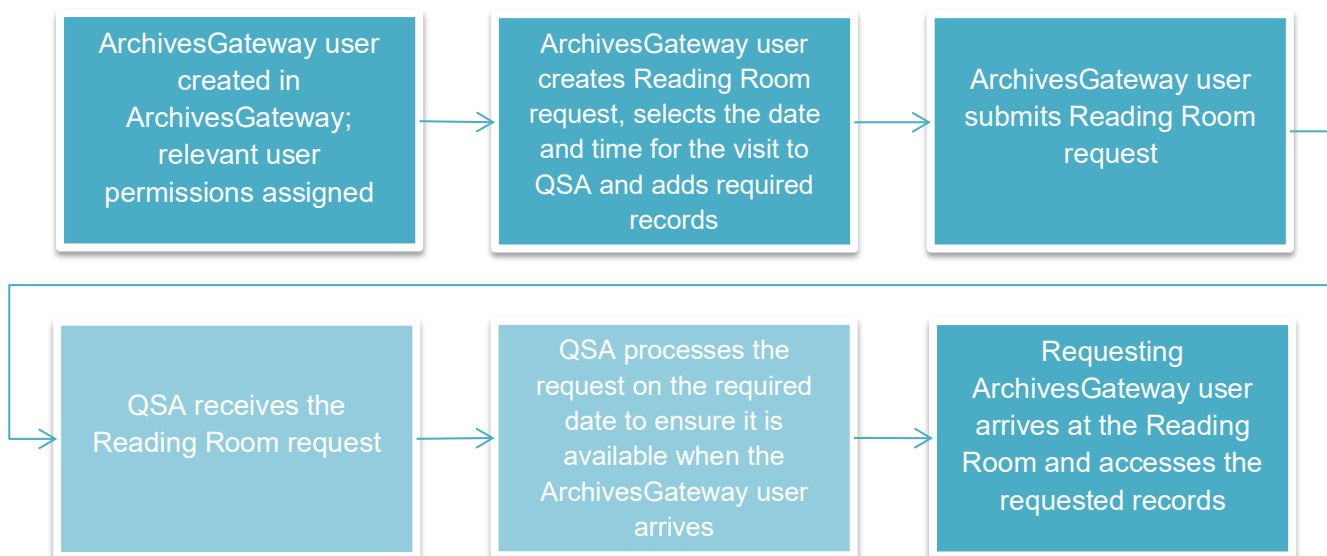 ArchivesGateway user
created in
ArchivesGateway;
relevant user
permissions assigned
ArchivesGateway user
creates Reading Room
request, selects the date
and time for the visit to
QSA and adds required
records
ArchivesGateway user
submits Reading Room
request
QSA receives the
Reading Room request
QSA processes the
request on the required
date to ensure it is
available when the
ArchivesGateway user
arrives
Requesting
ArchivesGateway user
arrives at the Reading
Room and accesses the
requested records